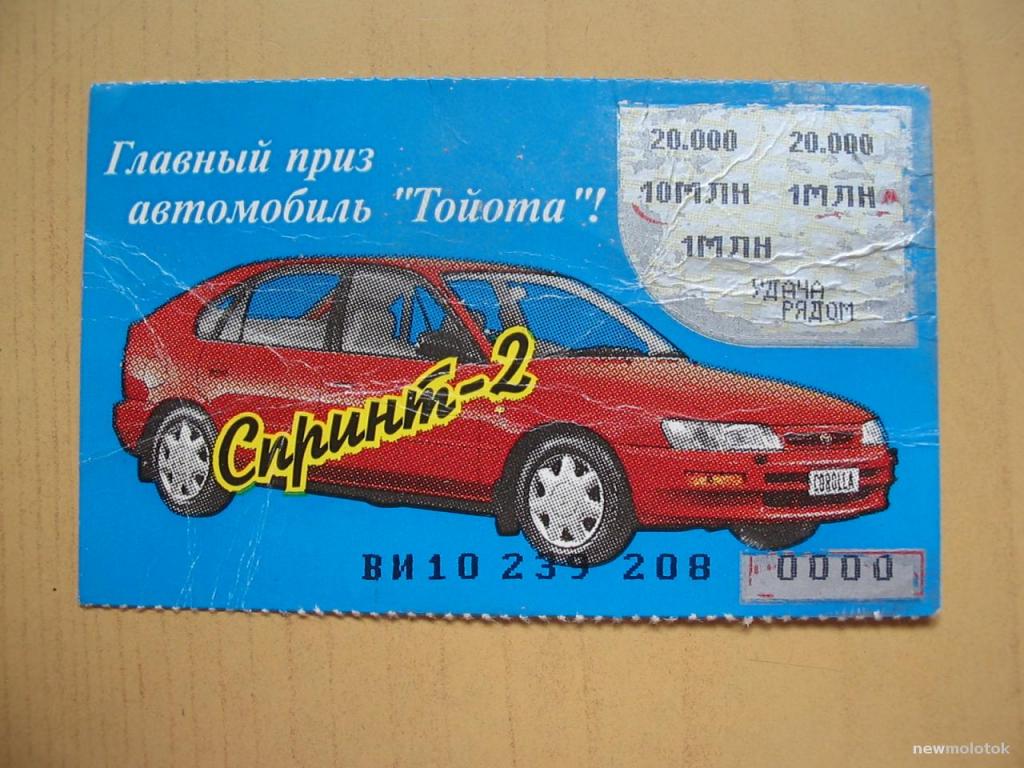 Главный приз
автомобиль "Тойота"!
20.000 20.000
10МЛН 1МЛН
1МЛН
УДАЧА
РЯДОМ
Спринт-2
COROLLA
ВИ10 239 208 0000
newmolotok